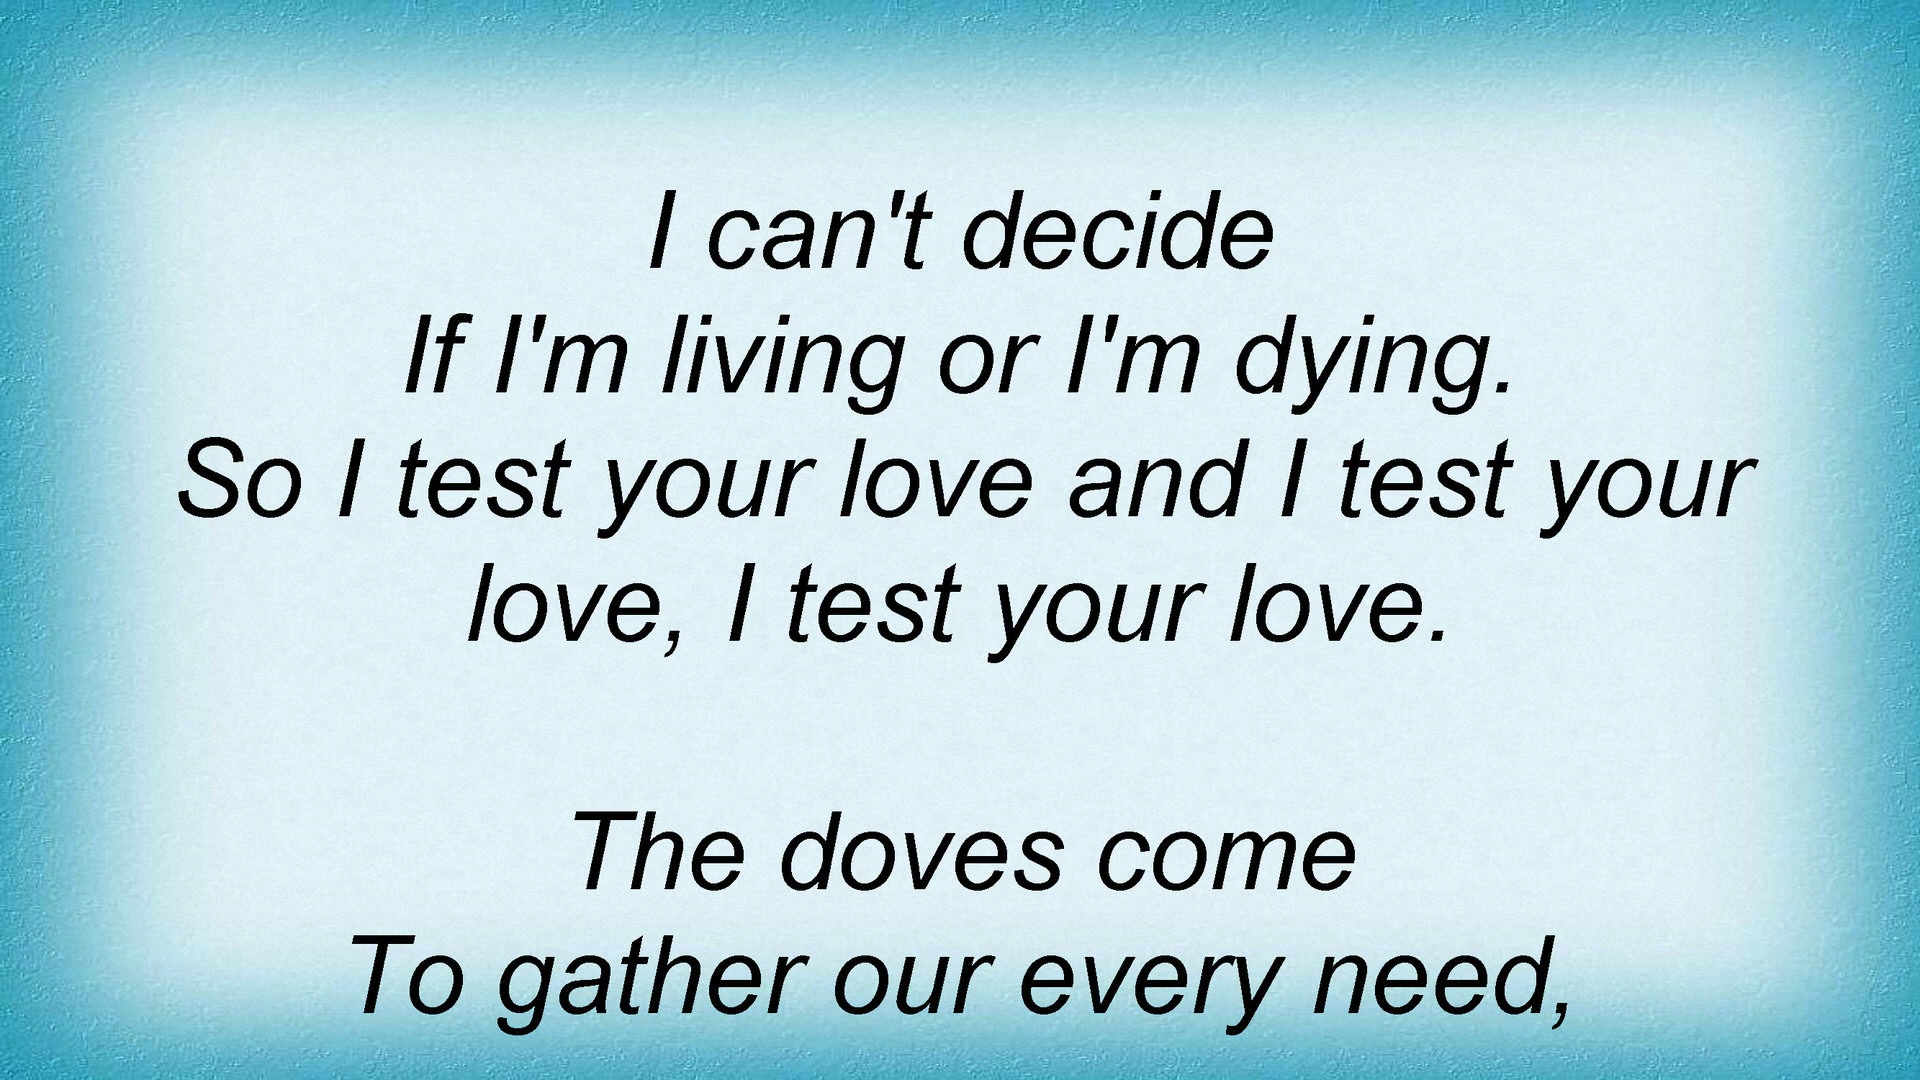 I can't decide
If I'm living or I'm dying.
So I test your love and I test your
love, I test your love.
The doves come
To gather our every need,